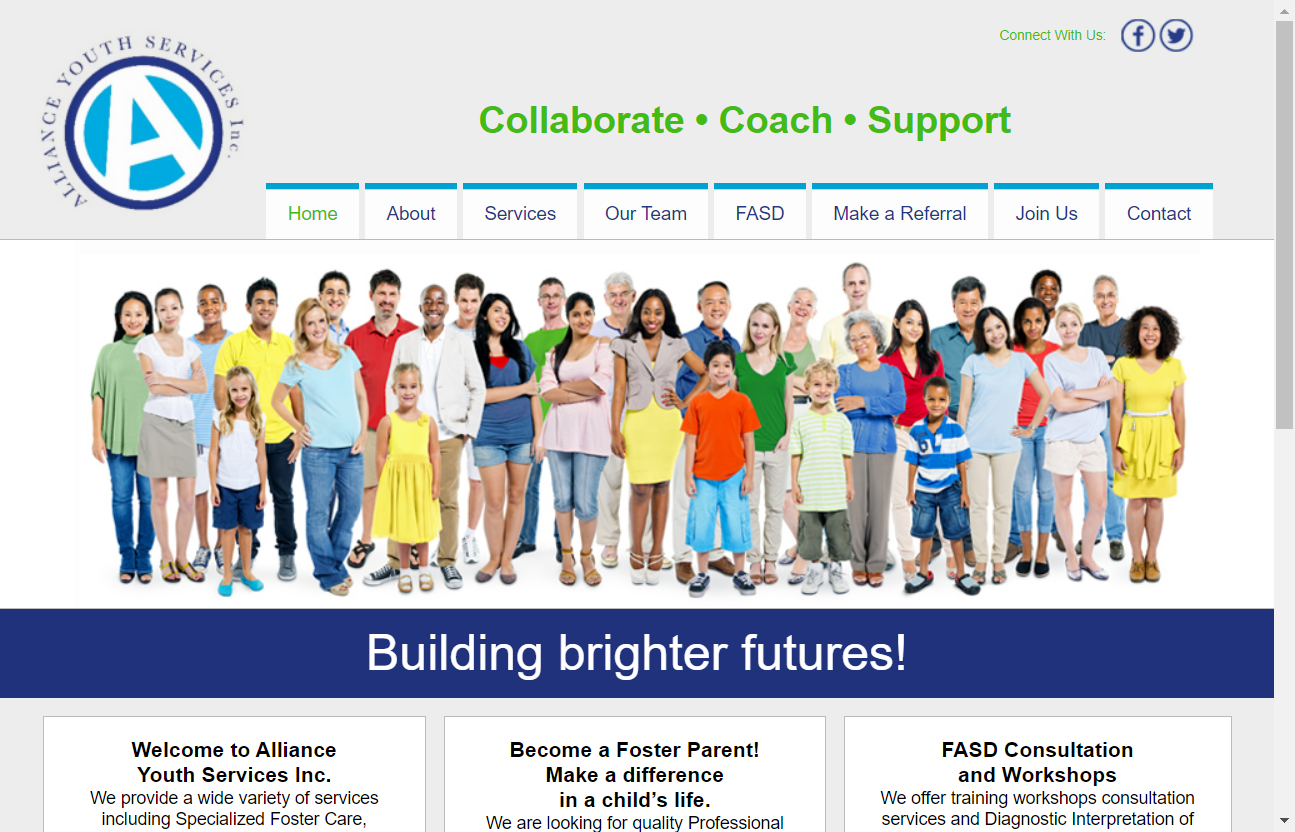 ALLIANCE YOUTH SERVICES Inc.
A
Connect With Us:
Collaborate • Coach • Support
Home About Services Our Team FASD Make a Referral Join Us Contact
Building brighter futures!
Welcome to Alliance
Youth Services Inc.
We provide a wide variety of services
including Specialized Foster Care,
Become a Foster Parent!
Make a difference
in a child’s life.
We are looking for quality Professional
FASD Consultation
and Workshops
We offer training workshops consultation
services and Diagnostic Interpretation of